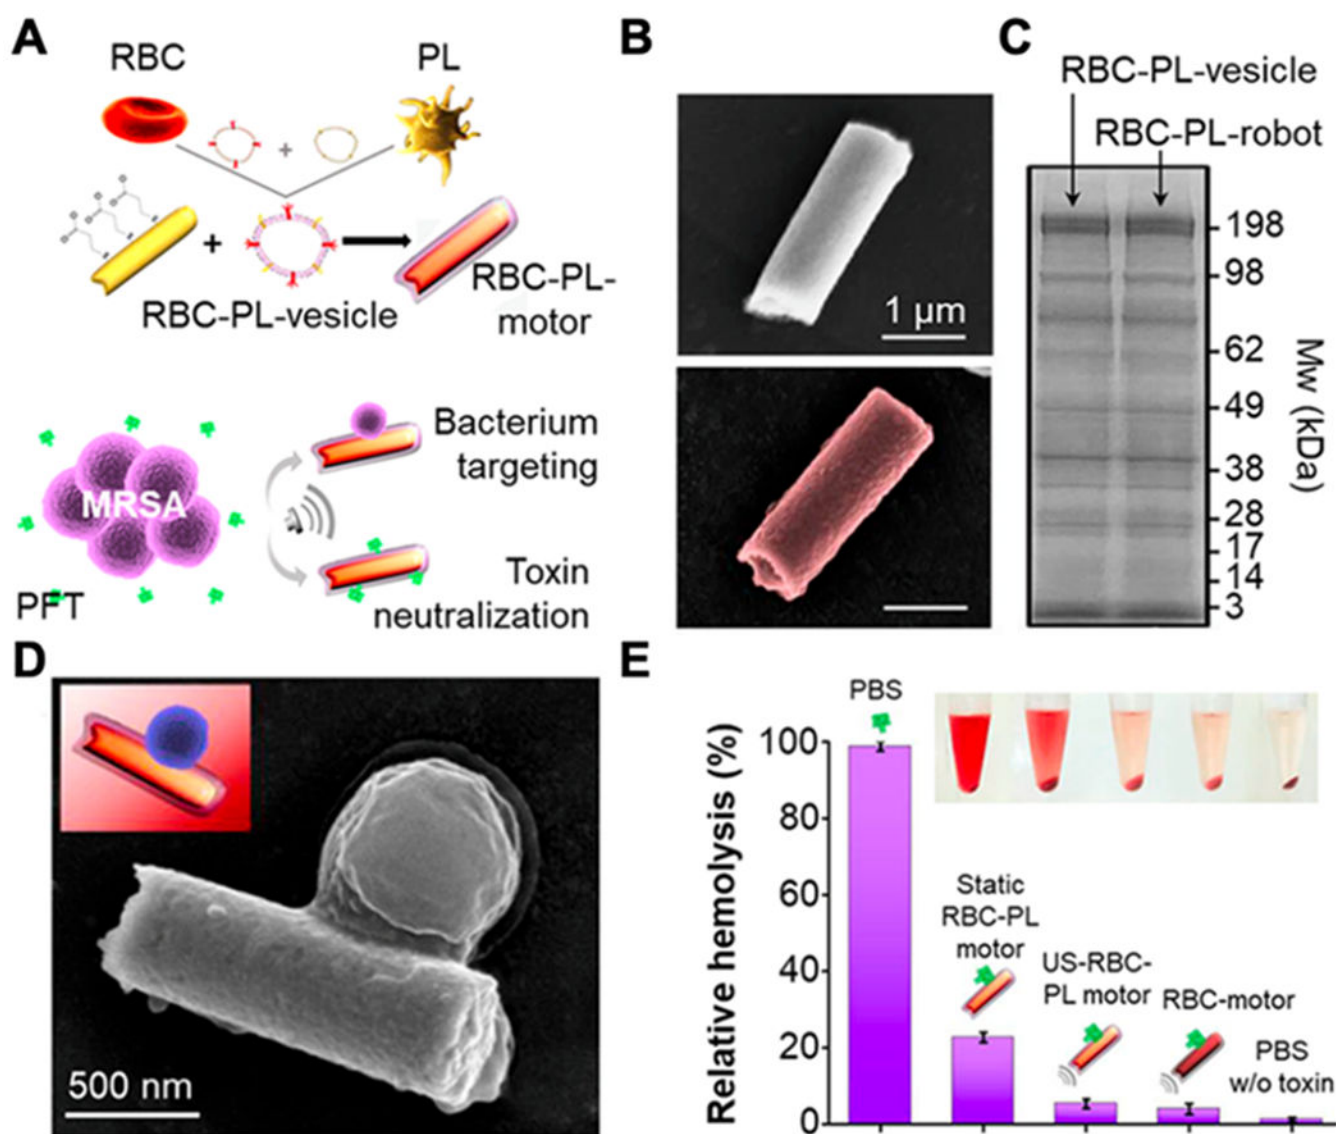 A
RBC
PL
+
+
RBC-PL-vesicle
RBC-PL-
motor
MRSA
PFT
Bacterium
targeting
Toxin
neutralization
B
1 µm
C
RBC-PL-vesicle
RBC-PL-robot
198
98
62
49
38
28
17
14
3
Mw (kDa)
D
500 nm
E
Relative hemolysis (%)
100
80
60
40
20
0
PBS
Static
RBC-PL
motor
US-RBC-
PL motor
RBC-motor
PBS
w/o toxin